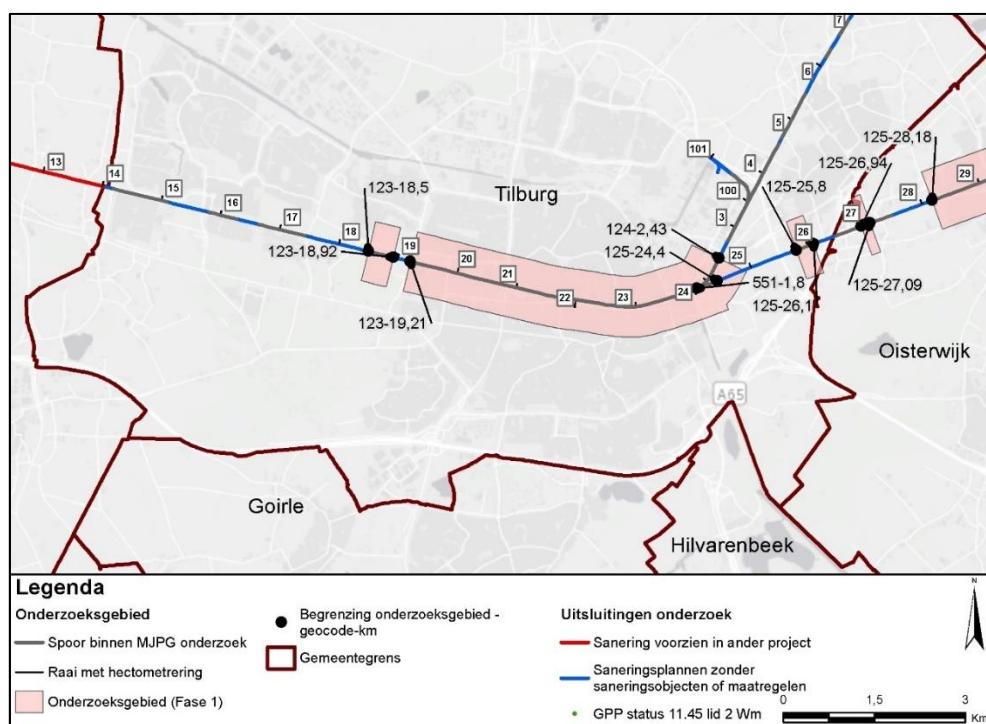 7
6
5
4
3
101
100
13
14
15
16
17
18
19
20
21
22
23
24
25
26
27
28
29
125-28,18
125-26,94
125-25,8
123-18,5
Tilburg
124-2,43
123-18,92
125-24,4
551-1,8
125-27,09
123-19,21
125-26,1
Oisterwijk
A65
Goirle
Hilvarenbeek
Legenda
Onderzoeksgebied
Spoor binnen MJPG onderzoek
Raai met hectometrering
Onderzoeksgebied (Fase 1)
Begrenzing onderzoeksgebied -
geocode-km
Gemeentegrens
Uitsluitingen onderzoek
Sanering voorzien in ander project
Saneringsplannen zonder
saneringsobjecten of maatregelen
GPP status 11.45 lid 2 Wm
N
0 1,5 3
Km